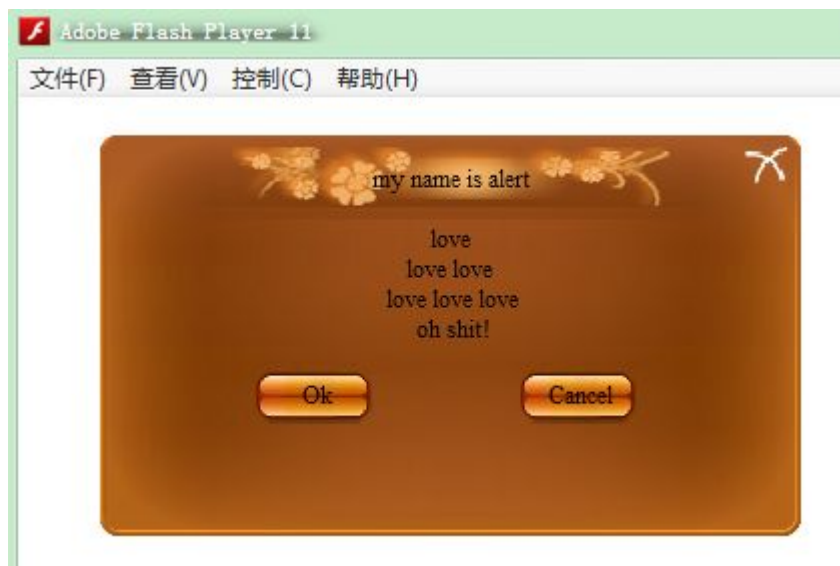 Adobe Flash Player 11
文件(F) 查看(V) 控制(C) 帮助(H)
my name is alert
love
love love
love love love
oh shit!
Ok Cancel